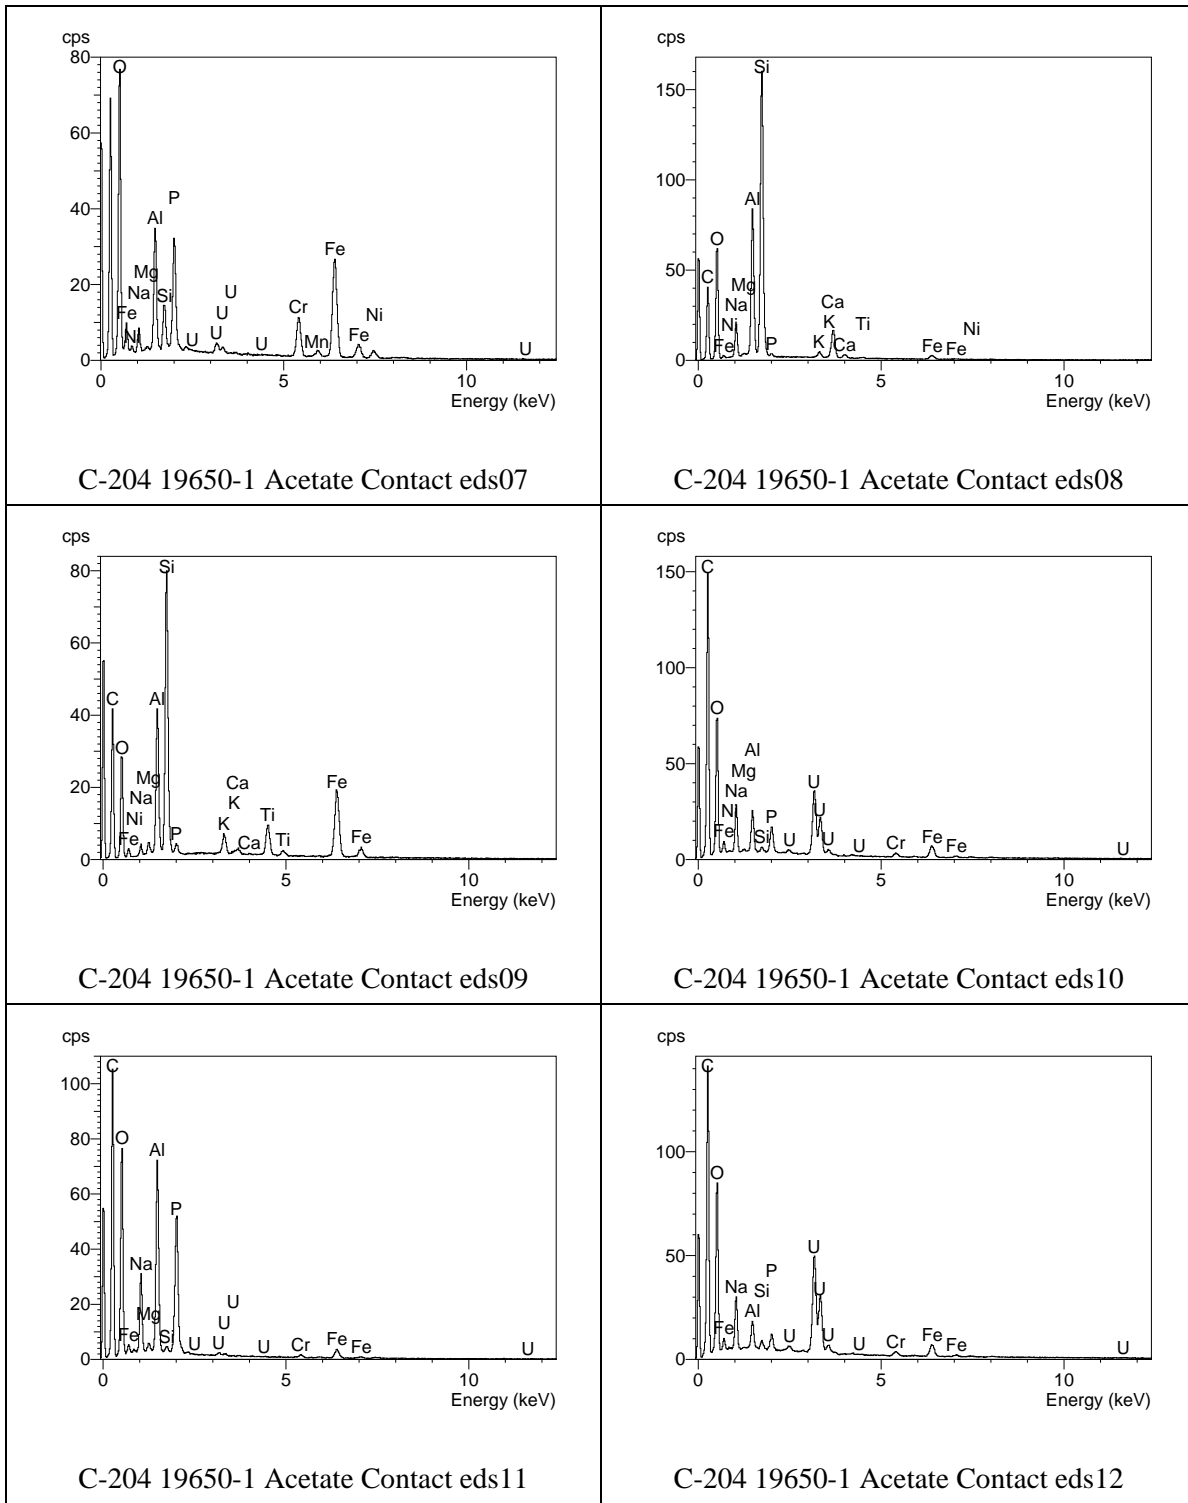 cps
80
60
40
20
0
O
Fe
Ni
Na
Mg
Al
Si
P
U
U
U
U
U
Cr
Mn
Fe
Fe
Ni
U
0 5 10
Energy (keV)
C-204 19650-1 Acetate Contact eds07
cps
150
100
50
0
C
O
Fe
Ni
Na
Mg
Al
Si
P
K
K
Ca
Ca
Ti
Fe
Fe
Ni
0 5 10
Energy (keV)
C-204 19650-1 Acetate Contact eds08
cps
80
60
40
20
0
C
O
Fe
Ni
Na
Mg
Al
Si
P
K
K
Ca
Ca
Ti
Ti
Fe
Fe
0 5 10
Energy (keV)
C-204 19650-1 Acetate Contact eds09
cps
150
100
50
0
C
O
Fe
Ni
Na
Mg
Al
Si
P
U
U
U
U
U
Cr
Fe
Fe
U
0 5 10
Energy (keV)
C-204 19650-1 Acetate Contact eds10
cps
100
80
60
40
20
0
C
O
Fe
Na
Mg
Al
Si
P
U
U
U
U
U
Cr
Fe
Fe
U
0 5 10
Energy (keV)
C-204 19650-1 Acetate Contact eds11
cps
100
50
0
C
O
Fe
Na
Al
Si
P
U
U
U
U
U
Cr
Fe
Fe
U
0 5 10
Energy (keV)
C-204 19650-1 Acetate Contact eds12